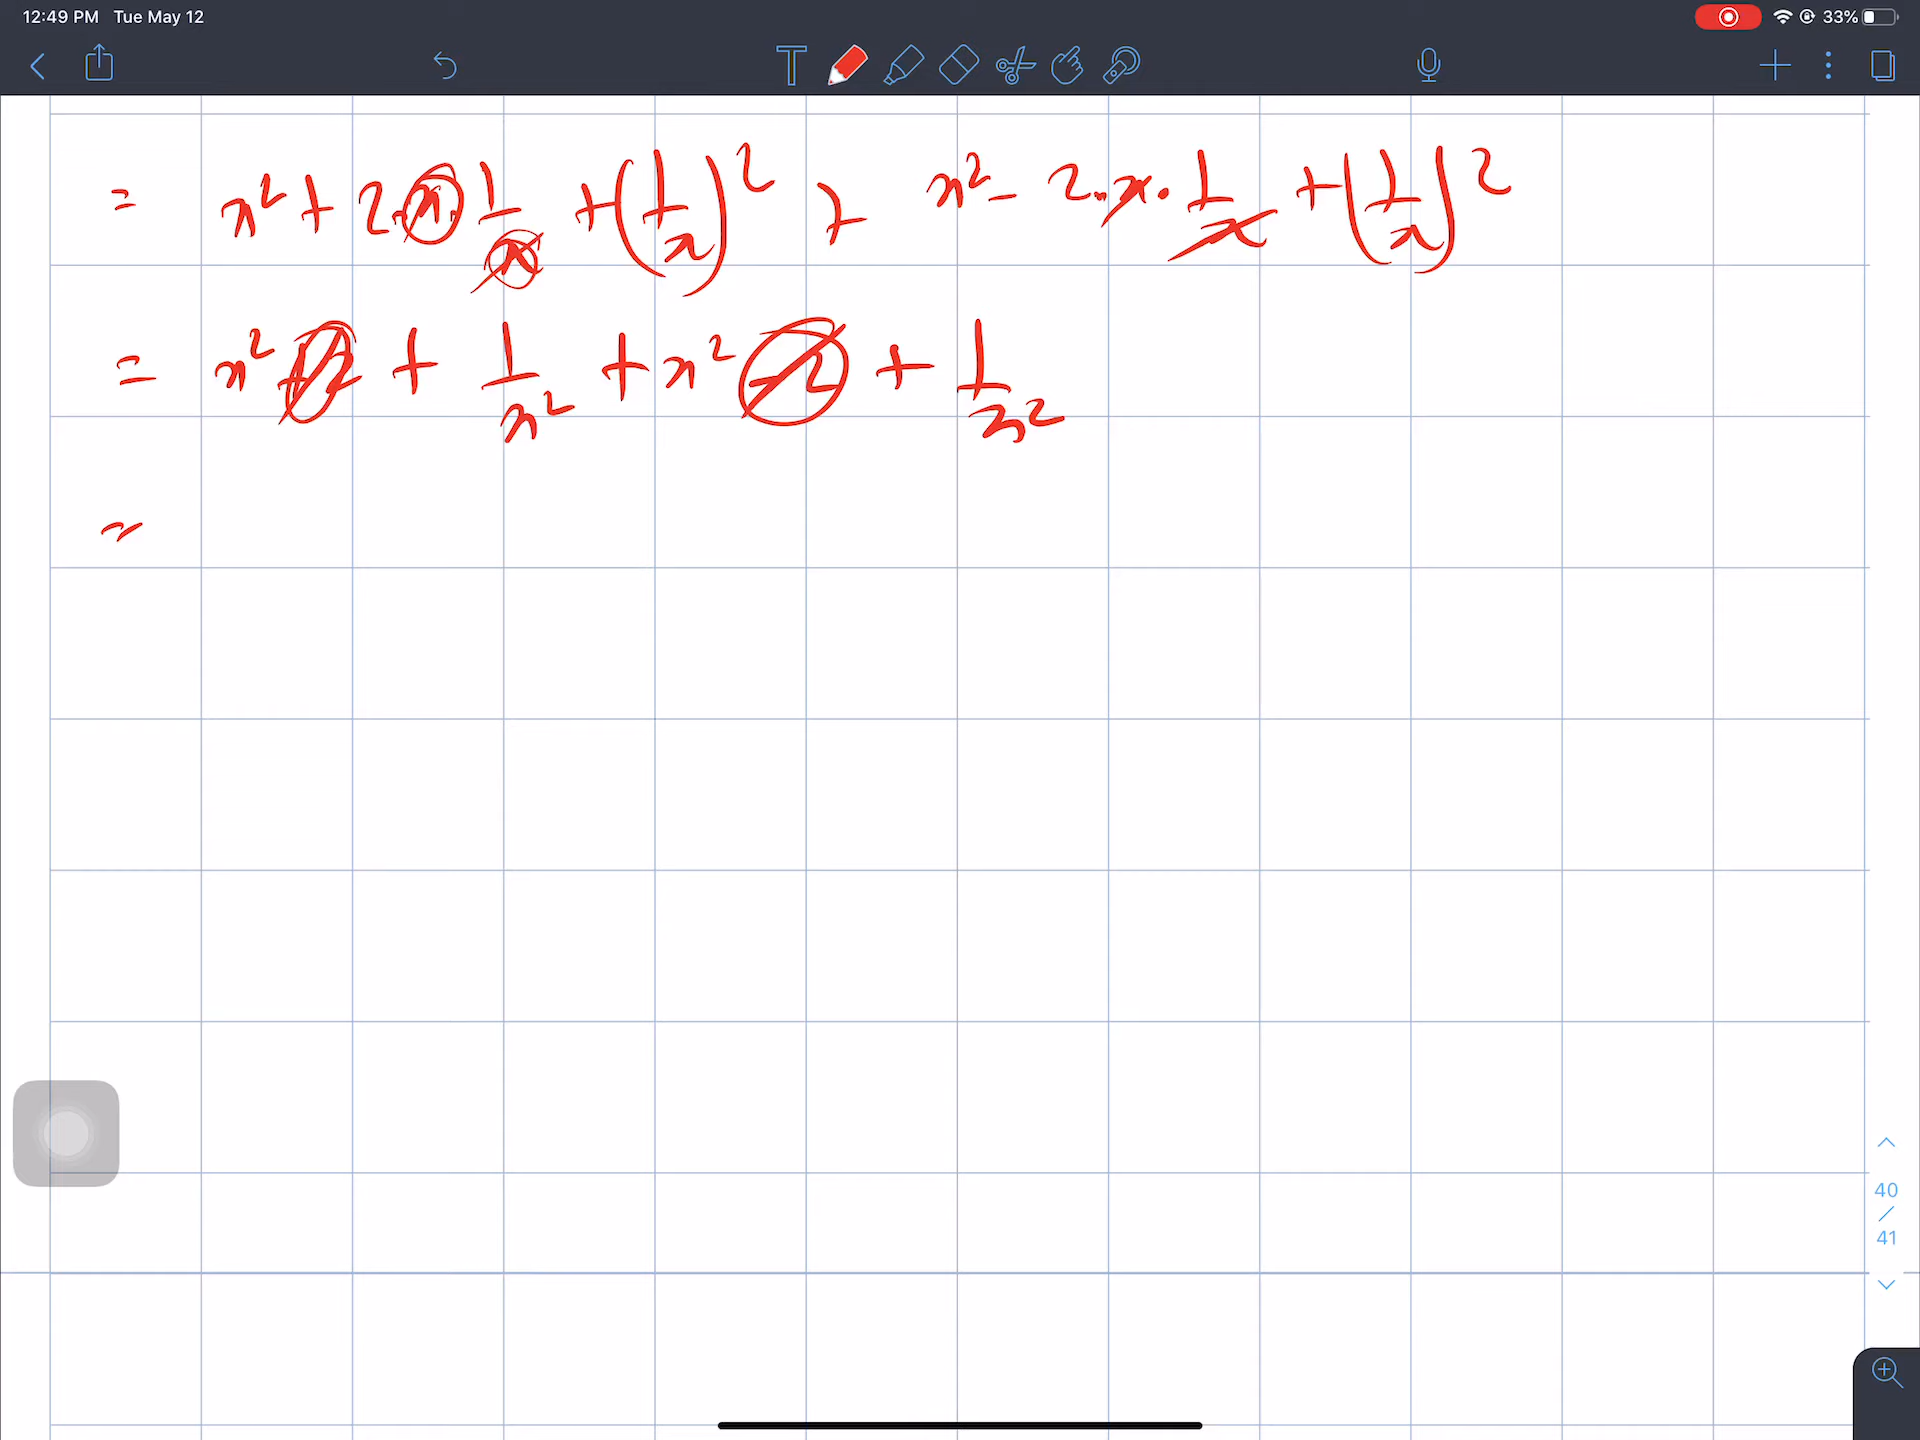 12:49 PM Tue May 12 33%
T
= x² + 2.x.1/x + (1/x)² + x² - 2.x.1/x + (1/x)²
= x² +2 + 1/x² + x² -2 + 1/x²
=
40
/
41